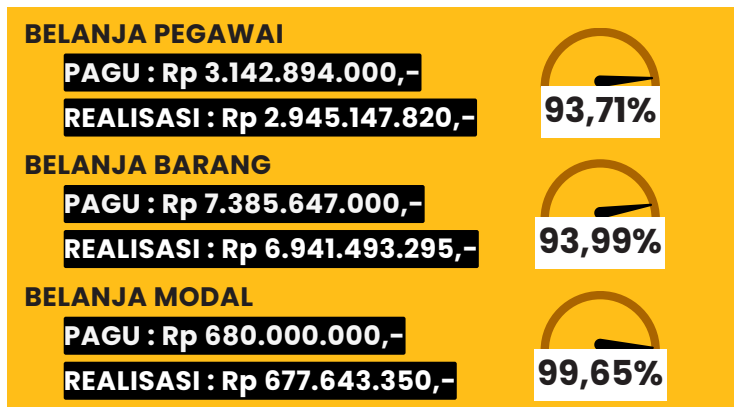 BELANJA PEGAWAI
PAGU : Rp 3.142.894.000,-
REALISASI : Rp 2.945.147.820,-
93,71%
BELANJA BARANG
PAGU : Rp 7.385.647.000,-
REALISASI : Rp 6.941.493.295,-
93,99%
BELANJA MODAL
PAGU : Rp 680.000.000,-
REALISASI : Rp 677.643.350,-
99,65%